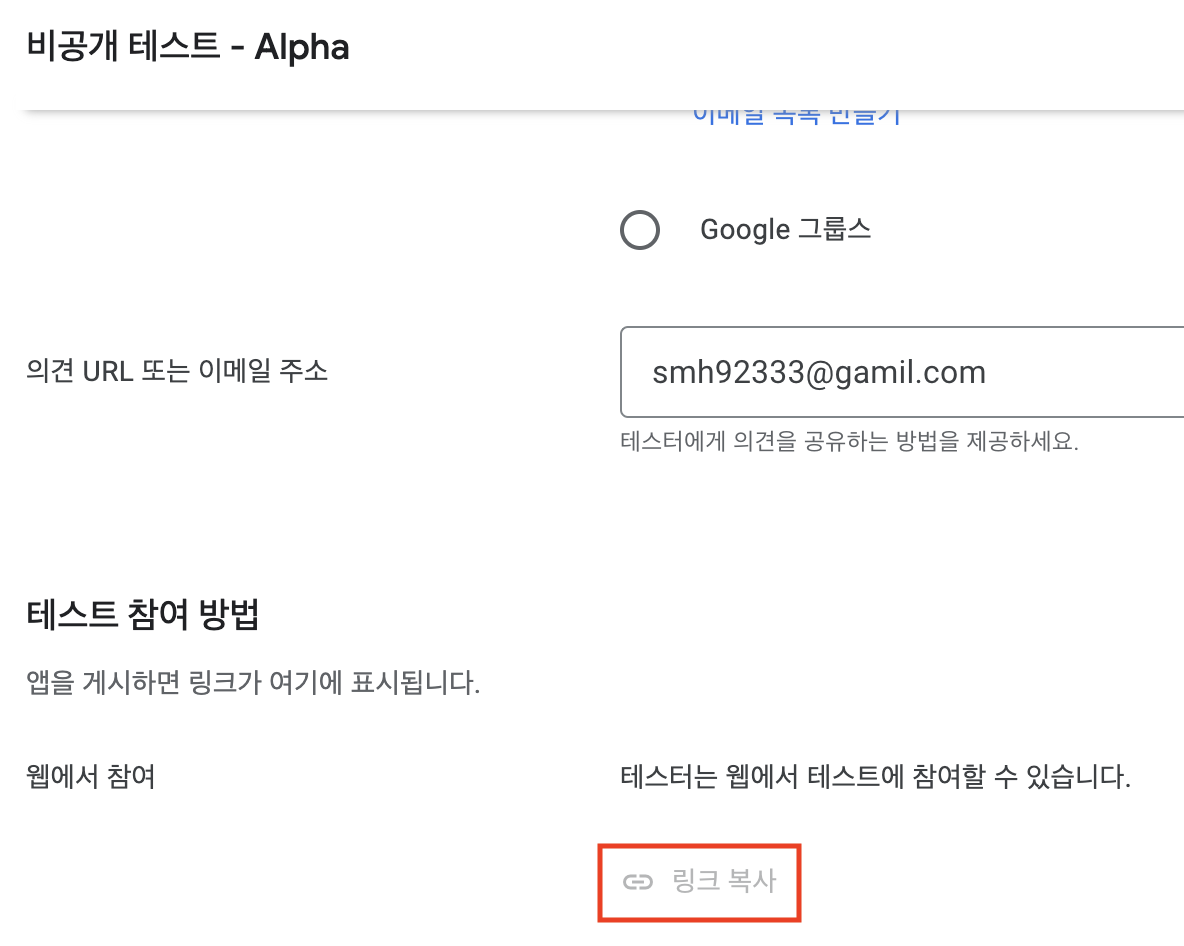 비공개 테스트 - Alpha
이메일 목록 만들기
Google 그룹스
의견 URL 또는 이메일 주소
smh92333@gamil.com
테스터에게 의견을 공유하는 방법을 제공하세요.
테스트 참여 방법
앱을 게시하면 링크가 여기에 표시됩니다.
웹에서 참여
테스터는 웹에서 테스트에 참여할 수 있습니다.
링크 복사